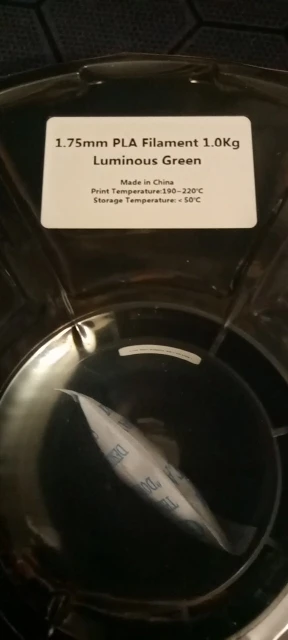 1.75mm PLA Filament 1.0Kg
Luminous Green
Made in China
Print Temperature:190~220℃
Storage Temperature: <50℃